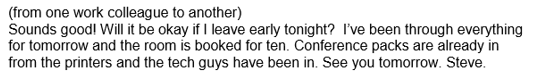 (from one work colleague to another)
Sounds good! Will it be okay if I leave early tonight?  I've been through everything
for tomorrow and the room is booked for ten. Conference packs are already in
from the printers and the tech guys have been in. See you tomorrow. Steve.